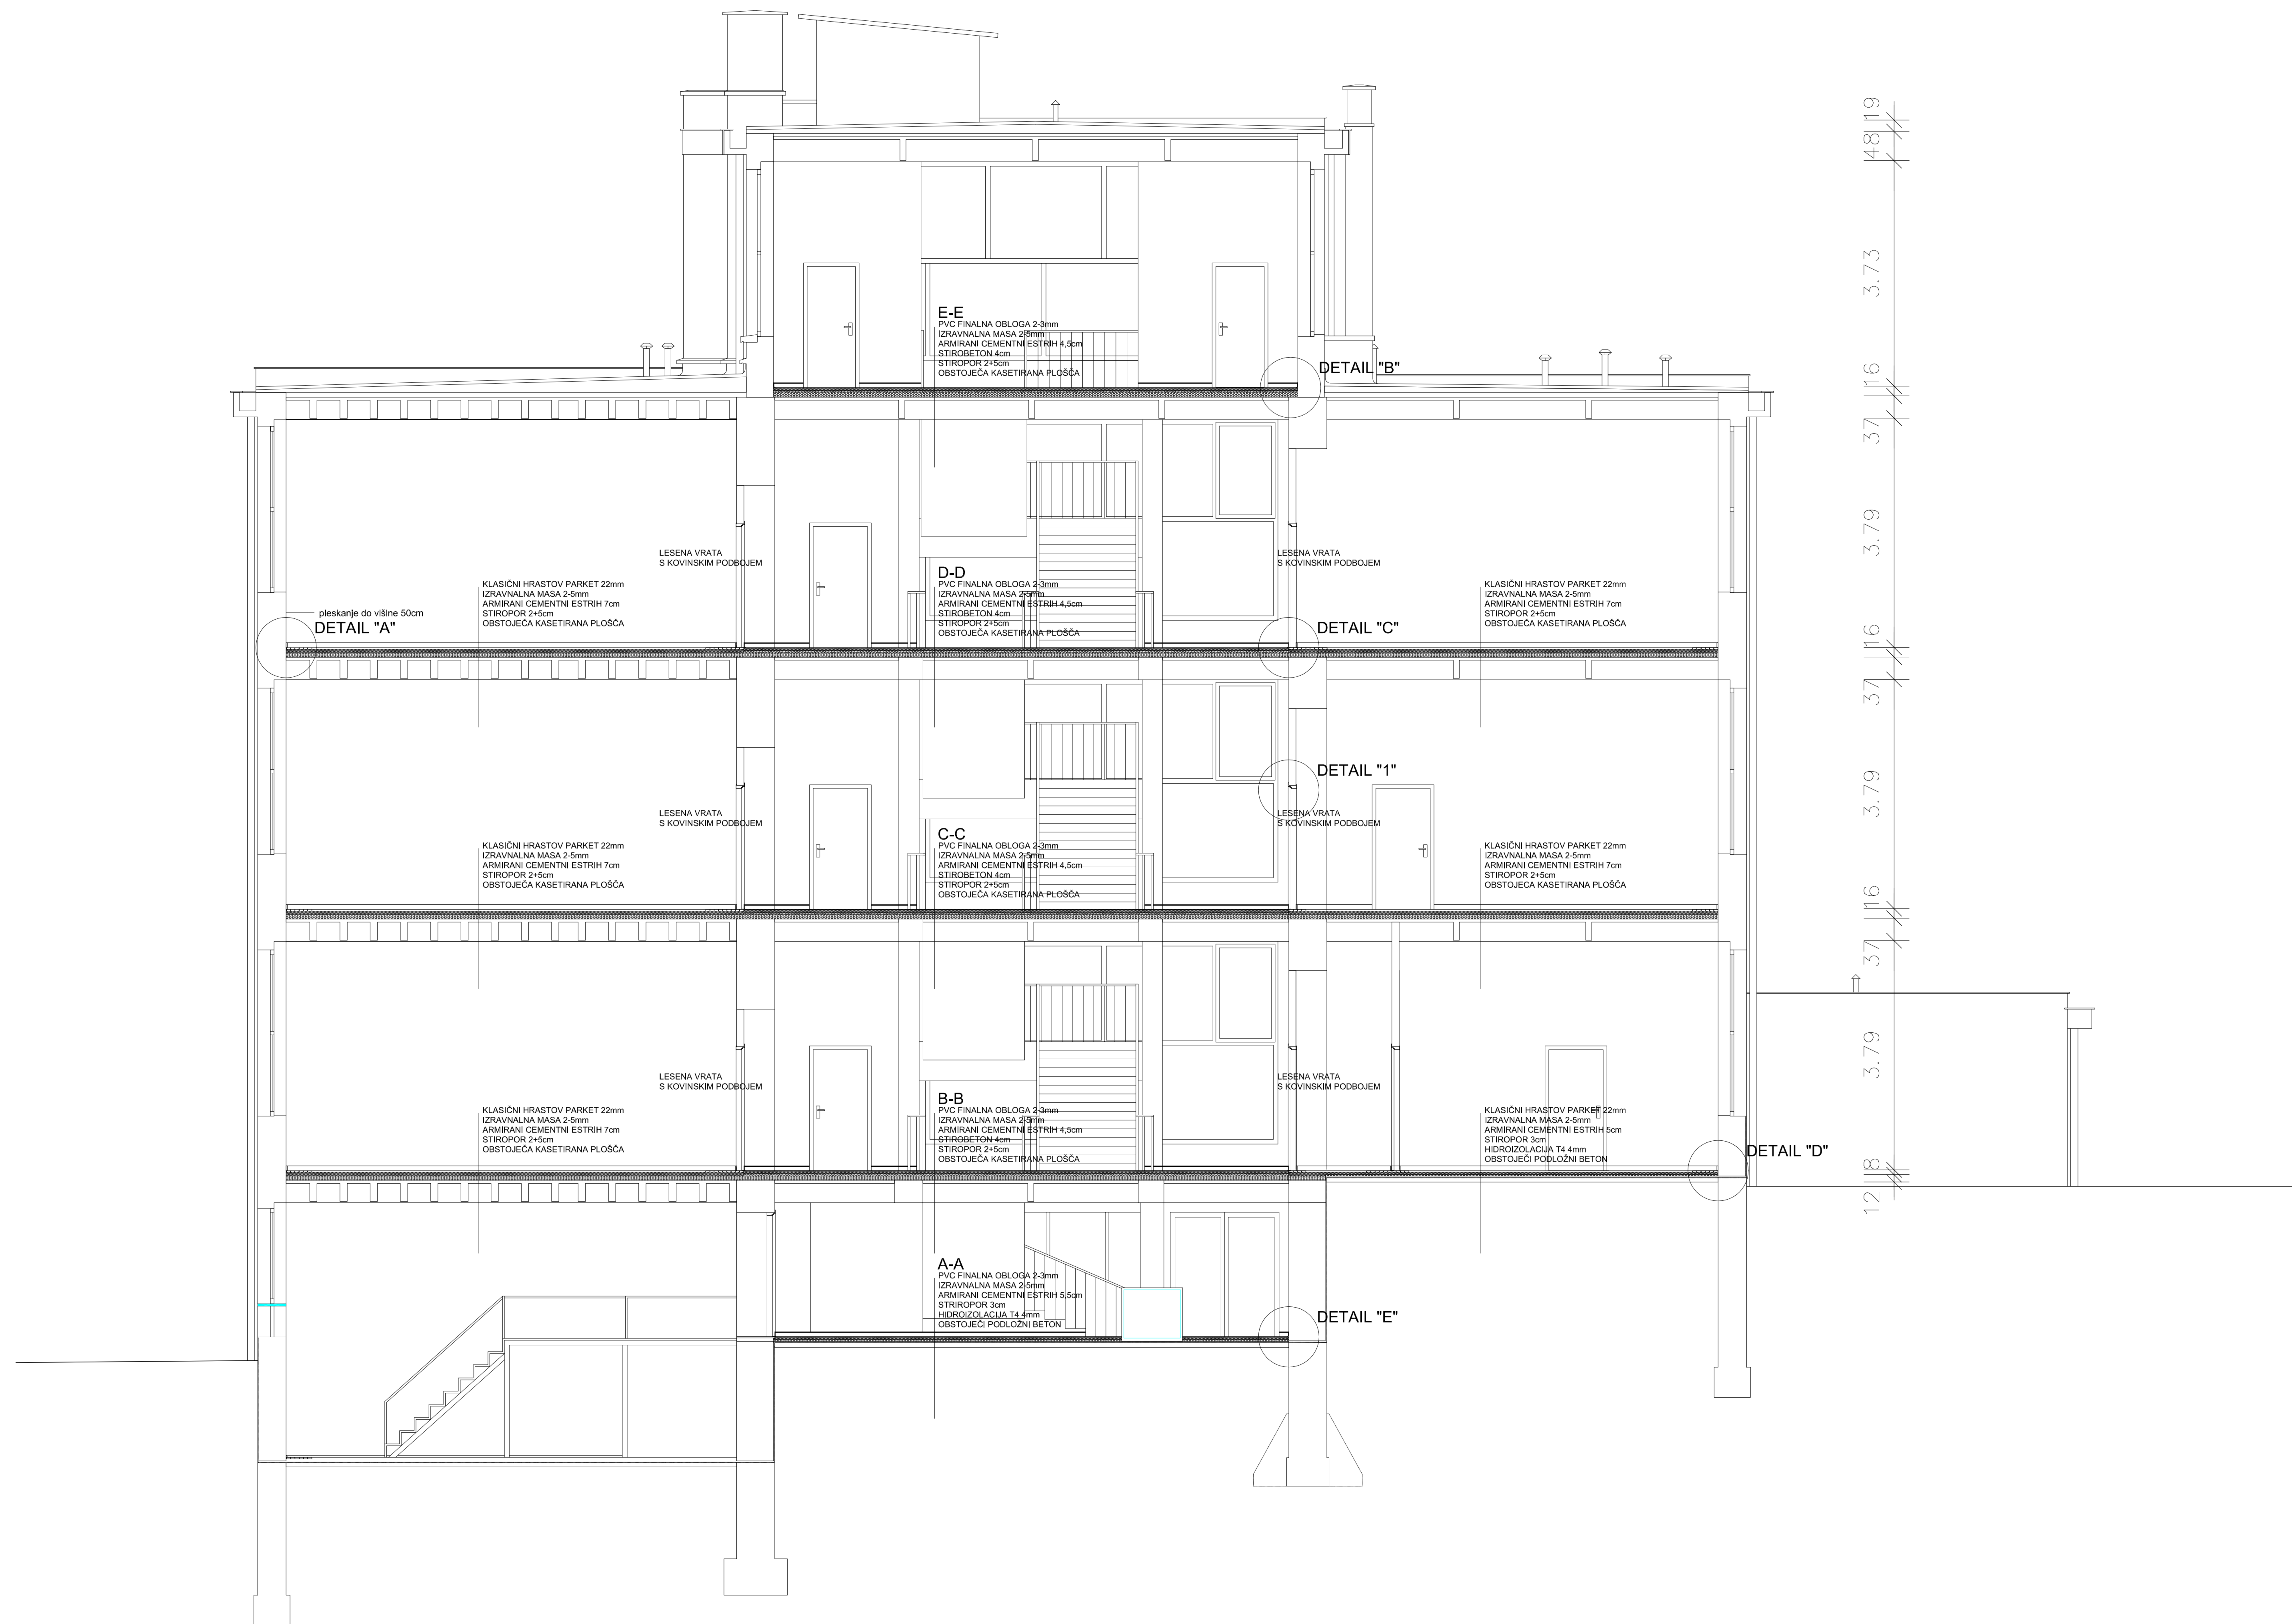 19
48
3.73
E-E
PVC FINALNA OBLOGA 2-3mm
IZRAVNALNA MASA 2-5mm
ARMIRANI CEMENTNI ESTRIH 4,5cm
STIROBETON 4cm
STIROPOR 2+5cm
OBSTOJEČA KASETIRANA PLOŠČA
DETAIL "B"
16
37
3.79
LESENA VRATA
S KOVINSKIM PODBOJEM
LESENA VRATA
S KOVINSKIM PODBOJEM
KLASIČNI HRASTOV PARKET 22mm
IZRAVNALNA MASA 2-5mm
ARMIRANI CEMENTNI ESTRIH 7cm
STIROPOR 2+5cm
OBSTOJEČA KASETIRANA PLOŠČA
D-D
PVC FINALNA OBLOGA 2-3mm
IZRAVNALNA MASA 2-5mm
ARMIRANI CEMENTNI ESTRIH 4,5cm
STIROBETON 4cm
STIROPOR 2+5cm
OBSTOJEČA KASETIRANA PLOŠČA
KLASIČNI HRASTOV PARKET 22mm
IZRAVNALNA MASA 2-5mm
ARMIRANI CEMENTNI ESTRIH 7cm
STIROPOR 2+5cm
OBSTOJEČA KASETIRANA PLOŠČA
pleskanje do višine 50cm
DETAIL "A"
DETAIL "C"
16
37
3.79
DETAIL "1"
LESENA VRATA
S KOVINSKIM PODBOJEM
LESENA VRATA
S KOVINSKIM PODBOJEM
KLASIČNI HRASTOV PARKET 22mm
IZRAVNALNA MASA 2-5mm
ARMIRANI CEMENTNI ESTRIH 7cm
STIROPOR 2+5cm
OBSTOJEČA KASETIRANA PLOŠČA
C-C
PVC FINALNA OBLOGA 2-3mm
IZRAVNALNA MASA 2-5mm
ARMIRANI CEMENTNI ESTRIH 4,5cm
STIROBETON 4cm
STIROPOR 2+5cm
OBSTOJEČA KASETIRANA PLOŠČA
KLASIČNI HRASTOV PARKET 22mm
IZRAVNALNA MASA 2-5mm
ARMIRANI CEMENTNI ESTRIH 7cm
STIROPOR 2+5cm
OBSTOJECA KASETIRANA PLOŠČA
16
37
3.79
LESENA VRATA
S KOVINSKIM PODBOJEM
LESENA VRATA
S KOVINSKIM PODBOJEM
KLASIČNI HRASTOV PARKET 22mm
IZRAVNALNA MASA 2-5mm
ARMIRANI CEMENTNI ESTRIH 7cm
STIROPOR 2+5cm
OBSTOJEČA KASETIRANA PLOŠČA
B-B
PVC FINALNA OBLOGA 2-3mm
IZRAVNALNA MASA 2-5mm
ARMIRANI CEMENTNI ESTRIH 4,5cm
STIROBETON 4cm
STIROPOR 2+5cm
OBSTOJEČA KASETIRANA PLOŠČA
KLASIČNI HRASTOV PARKET 22mm
IZRAVNALNA MASA 2-5mm
ARMIRANI CEMENTNI ESTRIH 5cm
STIROPOR 3cm
HIDROIZOLACIJA T4 4mm
OBSTOJEČI PODLOŽNI BETON
DETAIL "D"
8
12
A-A
PVC FINALNA OBLOGA 2-3mm
IZRAVNALNA MASA 2-5mm
ARMIRANI CEMENTNI ESTRIH 5,5cm
STRIROPOR 3cm
HIDROIZOLACIJA T4 4mm
OBSTOJEČI PODLOŽNI BETON
DETAIL "E"